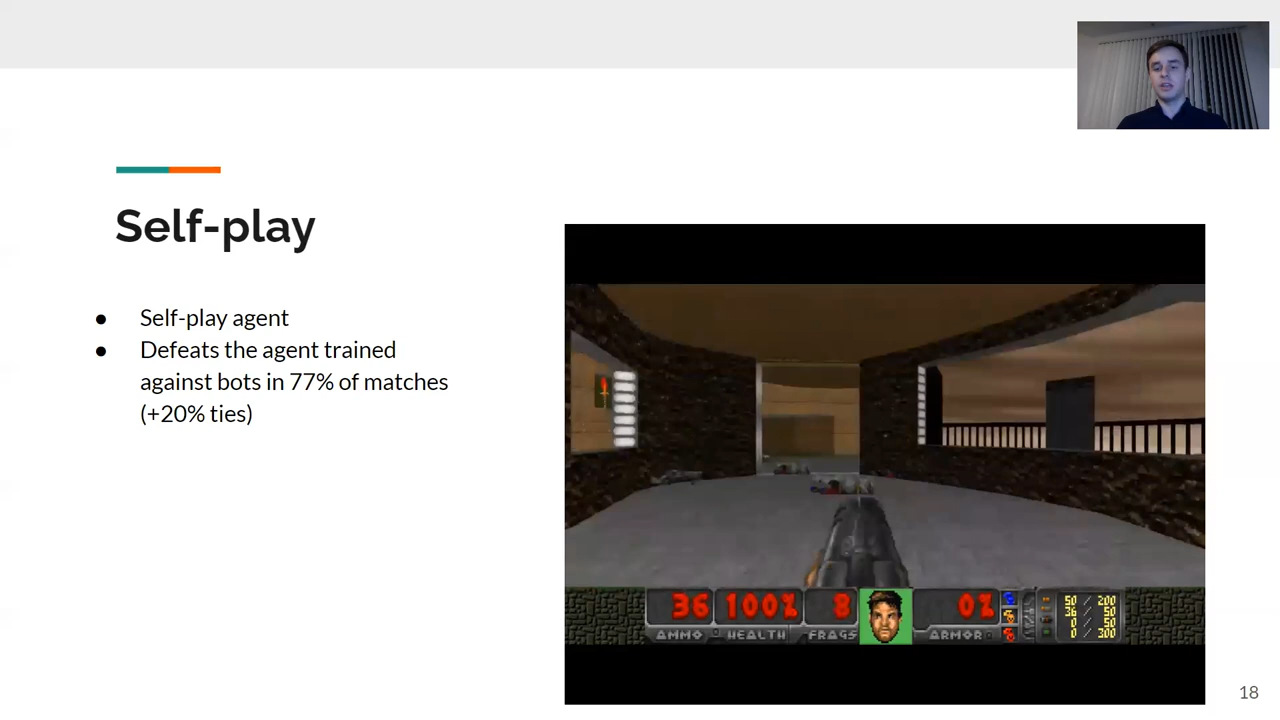 Self-play
● Self-play agent
● Defeats the agent trained
against bots in 77% of matches
(+20% ties)
36 100% 8 0%
AMMO HEALTH FRAGS ARMOR
50 / 200
36 / 50
0 / 50
0 / 300
18